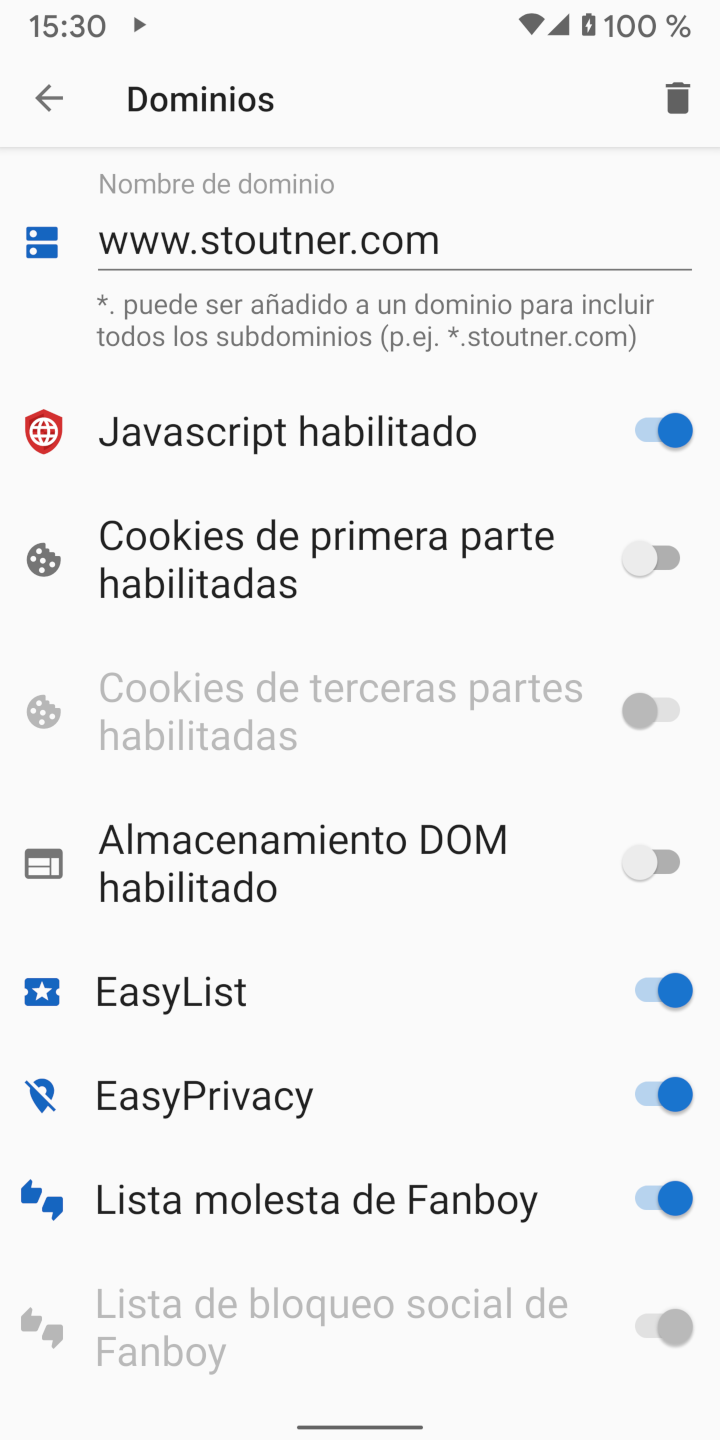 15:30
100 %
Dominios
Nombre de dominio
www.stoutner.com
*. puede ser añadido a un dominio para incluir
todos los subdominios (p.ej. *.stoutner.com)
Javascript habilitado
Cookies de primera parte
habilitadas
Cookies de terceras partes
habilitadas
Almacenamiento DOM
habilitado
EasyList
EasyPrivacy
Lista molesta de Fanboy
Lista de bloqueo social de
Fanboy